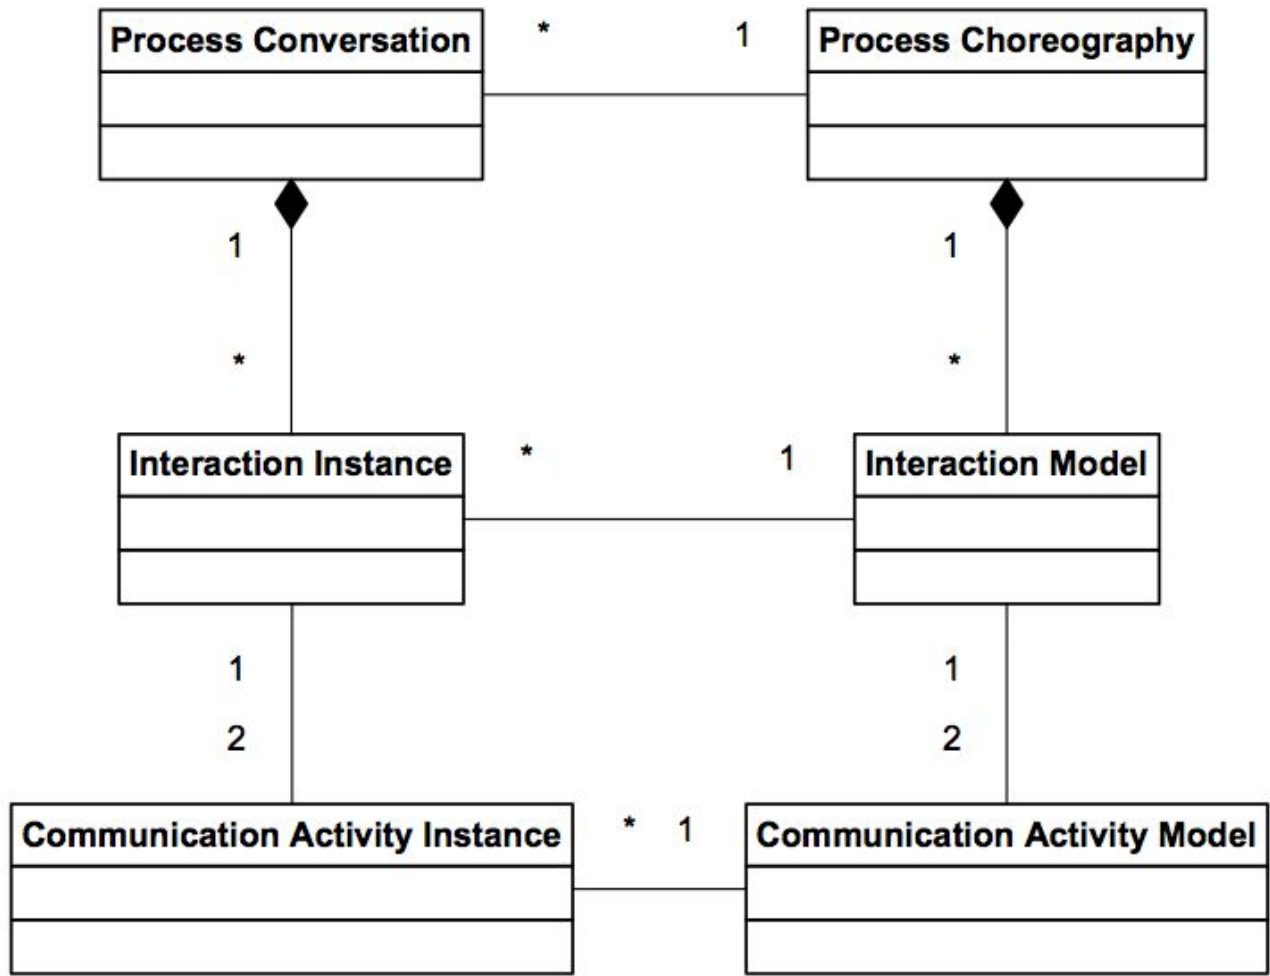 Process Conversation * 1 Process Choreography
1 1
* *
Interaction Instance * 1 Interaction Model
1 1
2 2
Communication Activity Instance * 1 Communication Activity Model